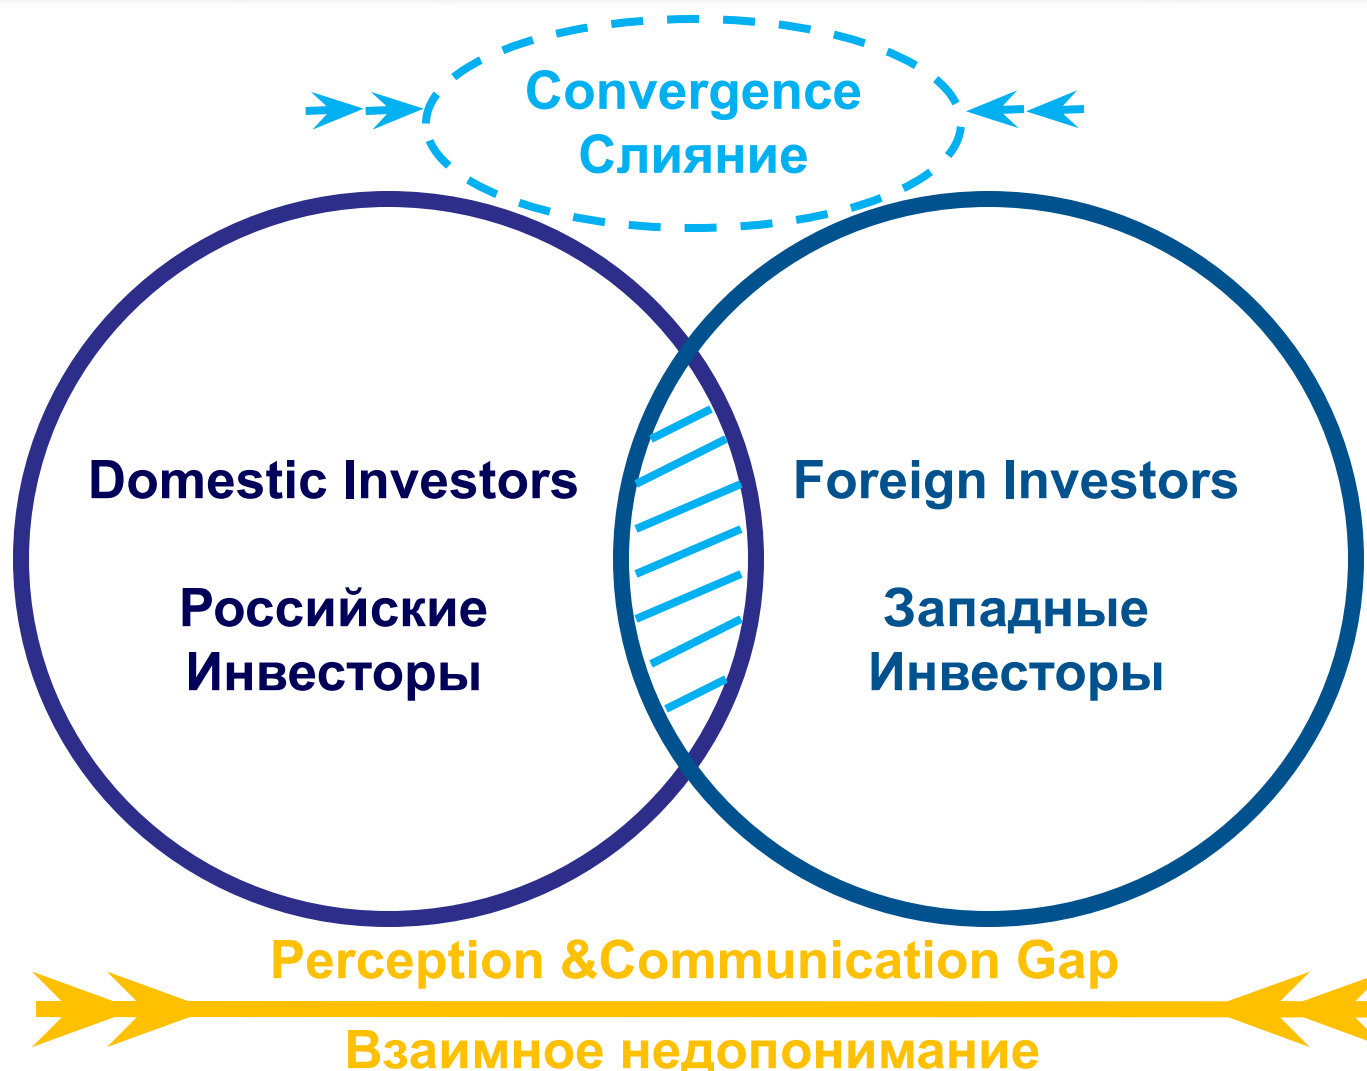 Convergence
Слияние
Domestic Investors
Российские
Инвесторы
Foreign Investors
Западные
Инвесторы
Perception &Communication Gap
Взаимное недопонимание